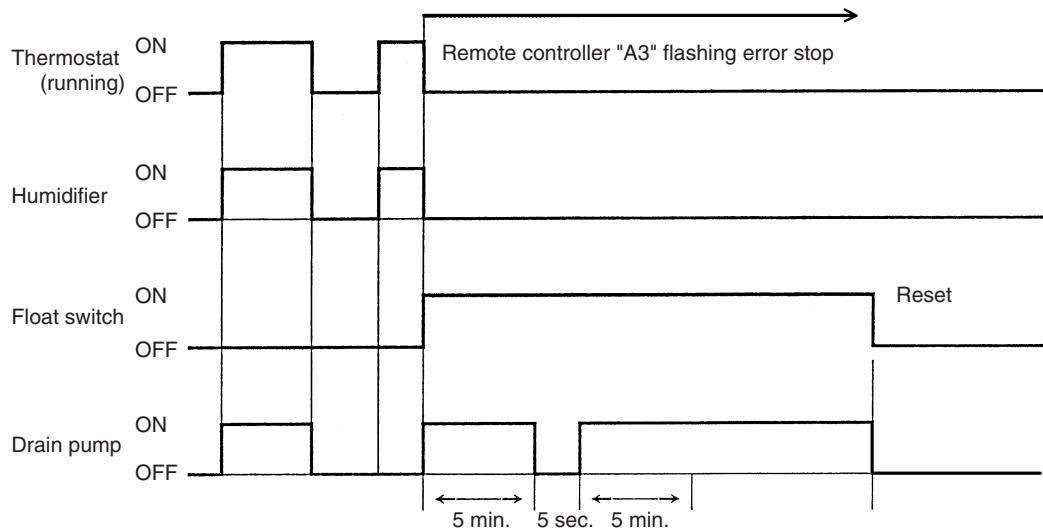 Remote controller "A3" flashing error stop
Thermostat
(running)
ON
OFF
Humidifier
ON
OFF
Float switch
ON
OFF
Reset
Drain pump
ON
OFF
5 min.
5 sec.
5 min.